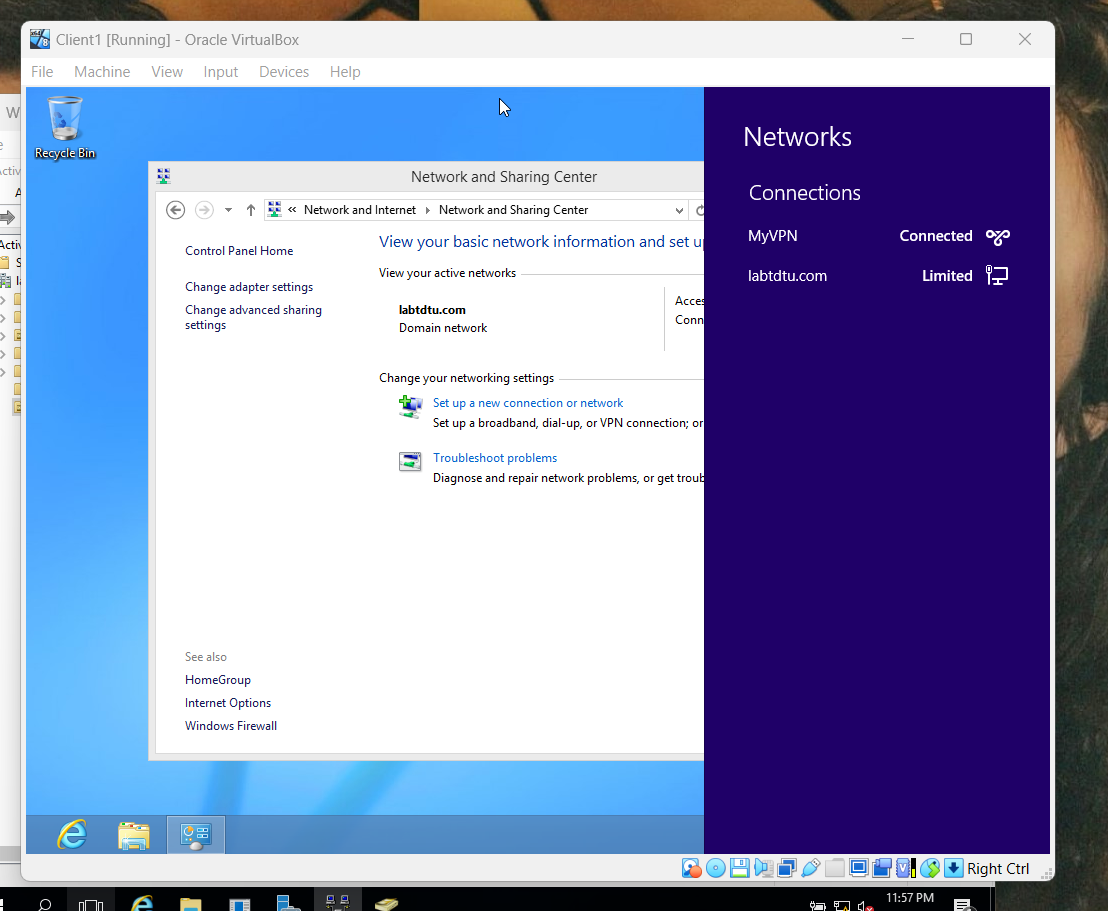 Client1 [Running] - Oracle VirtualBox
File Machine View Input Devices Help
Recycle Bin
Network and Sharing Center
« Network and Internet Network and Sharing Center
Control Panel Home
Change adapter settings
Change advanced sharing
settings
See also
HomeGroup
Internet Options
Windows Firewall
View your basic network information and set up
View your active networks
labtdtu.com
Domain network
Change your networking settings
Set up a new connection or network
Set up a broadband, dial-up, or VPN connection; or
Troubleshoot problems
Diagnose and repair network problems, or get troub
Networks
Connections
MyVPN Connected
labtdtu.com Limited
Right Ctrl
11:57 PM